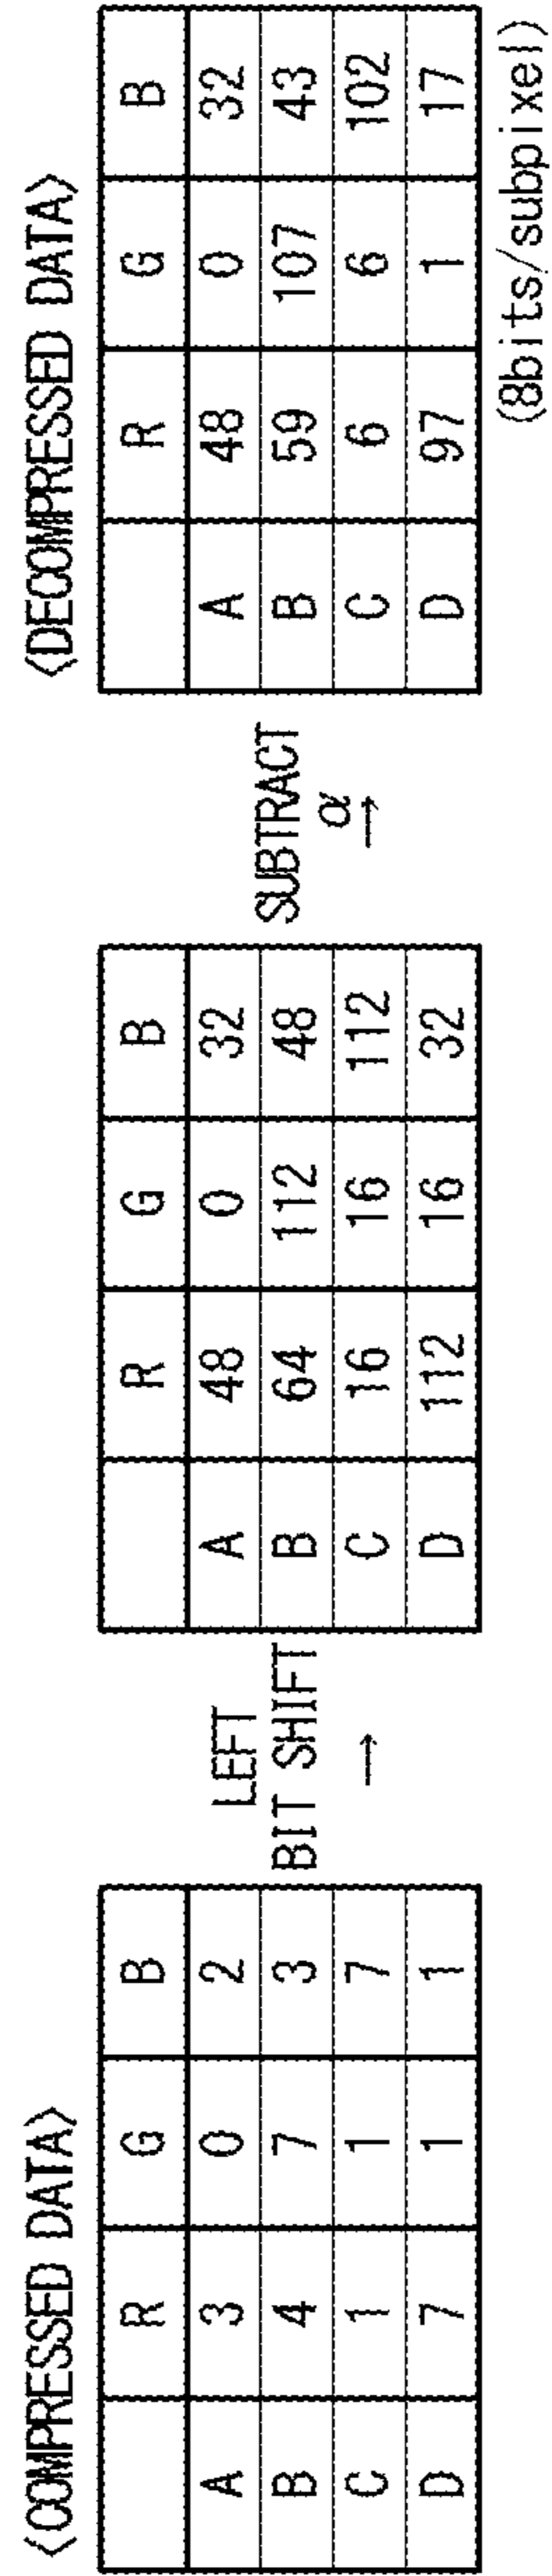 <COMPRESSED DATA>
R G B
A 3 0 2
B 4 7 3
C 1 1 7
D 7 1 1
LEFT
BIT SHIFT
→
R G B
A 48 0 32
B 64 112 48
C 16 16 112
D 112 16 32
SUBTRACT
α
→
<DECOMPRESSED DATA>
R G B
A 48 0 32
B 59 107 43
C 6 6 102
D 97 1 17
(8bits/subpixel)